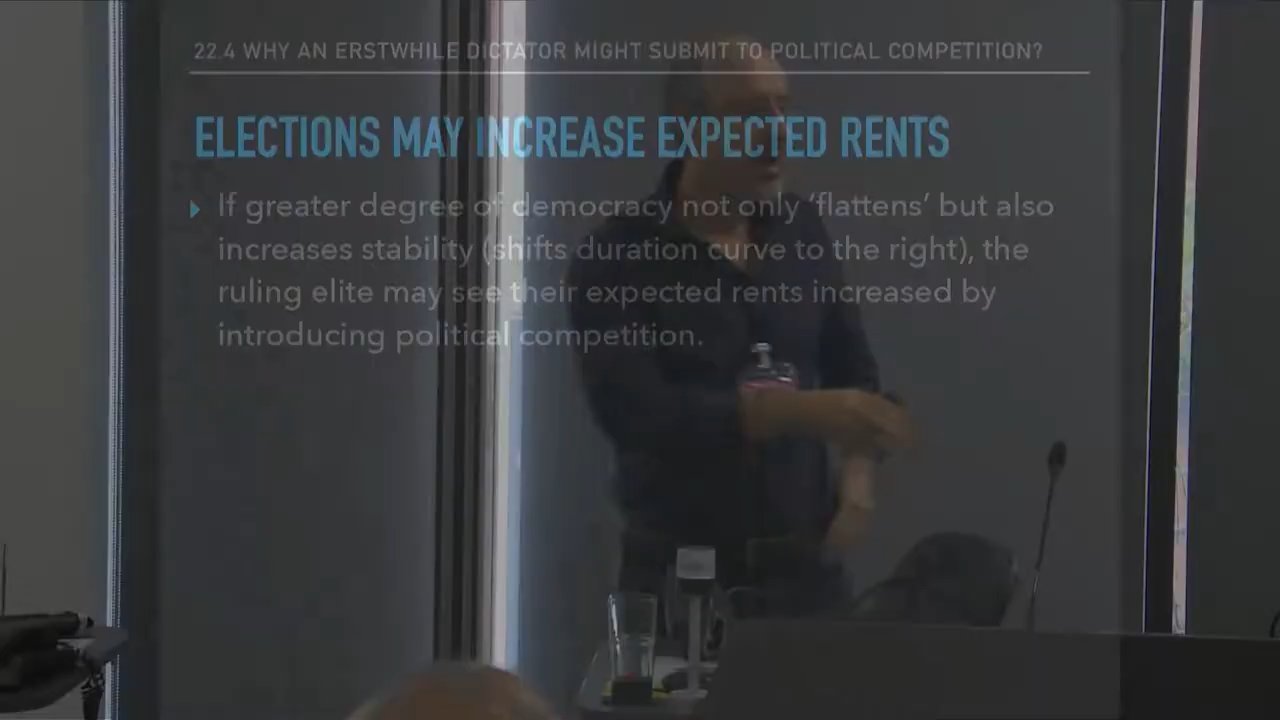 22.4 WHY AN ERSTWHILE DICTATOR MIGHT SUBMIT TO POLITICAL COMPETITION?
ELECTIONS MAY INCREASE EXPECTED RENTS
If greater degree of democracy not only ‘flattens’ but also
increases stability (shifts duration curve to the right), the
ruling elite may see their expected rents increased by
introducing political competition.